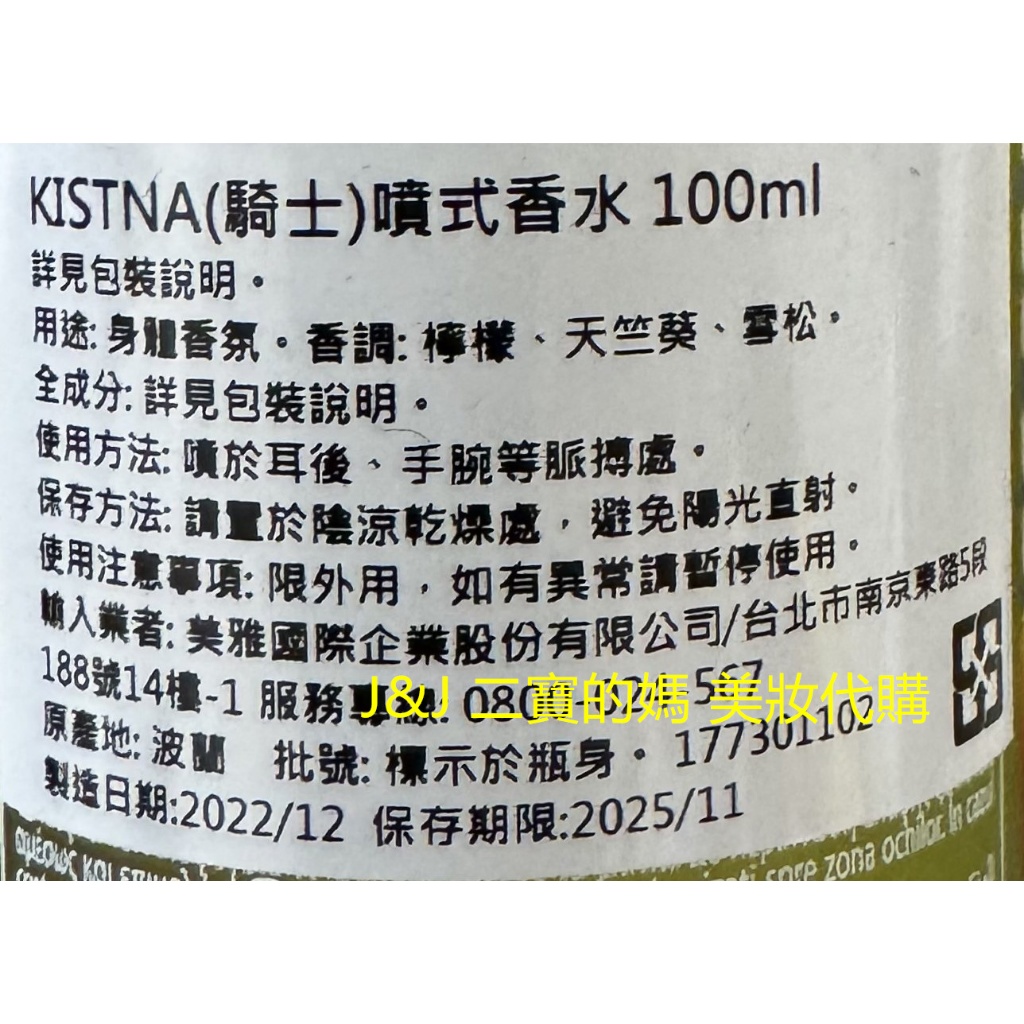 KISTNA(騎士)噴式香水 100ml
詳見包裝說明。
用途: 身體香氛。香調: 檸檬、天竺葵、雪松。
全成分: 詳見包裝說明。
使用方法: 噴於耳後、手腕等脈搏處。
保存方法: 請置於陰涼乾燥處，避免陽光直射。
使用注意事項: 限外用，如有異常請暫停使用。
輸入業者: 美雅國際企業股份有限公司/台北市南京東路5段
188號14樓-1 服務專線: 080
J&J 二寶的媽 美妝代購
原產地: 波蘭 批號: 標示於瓶身。 177301102
製造日期:2022/12 保存期限:2025/11
spre zona ochilor. In